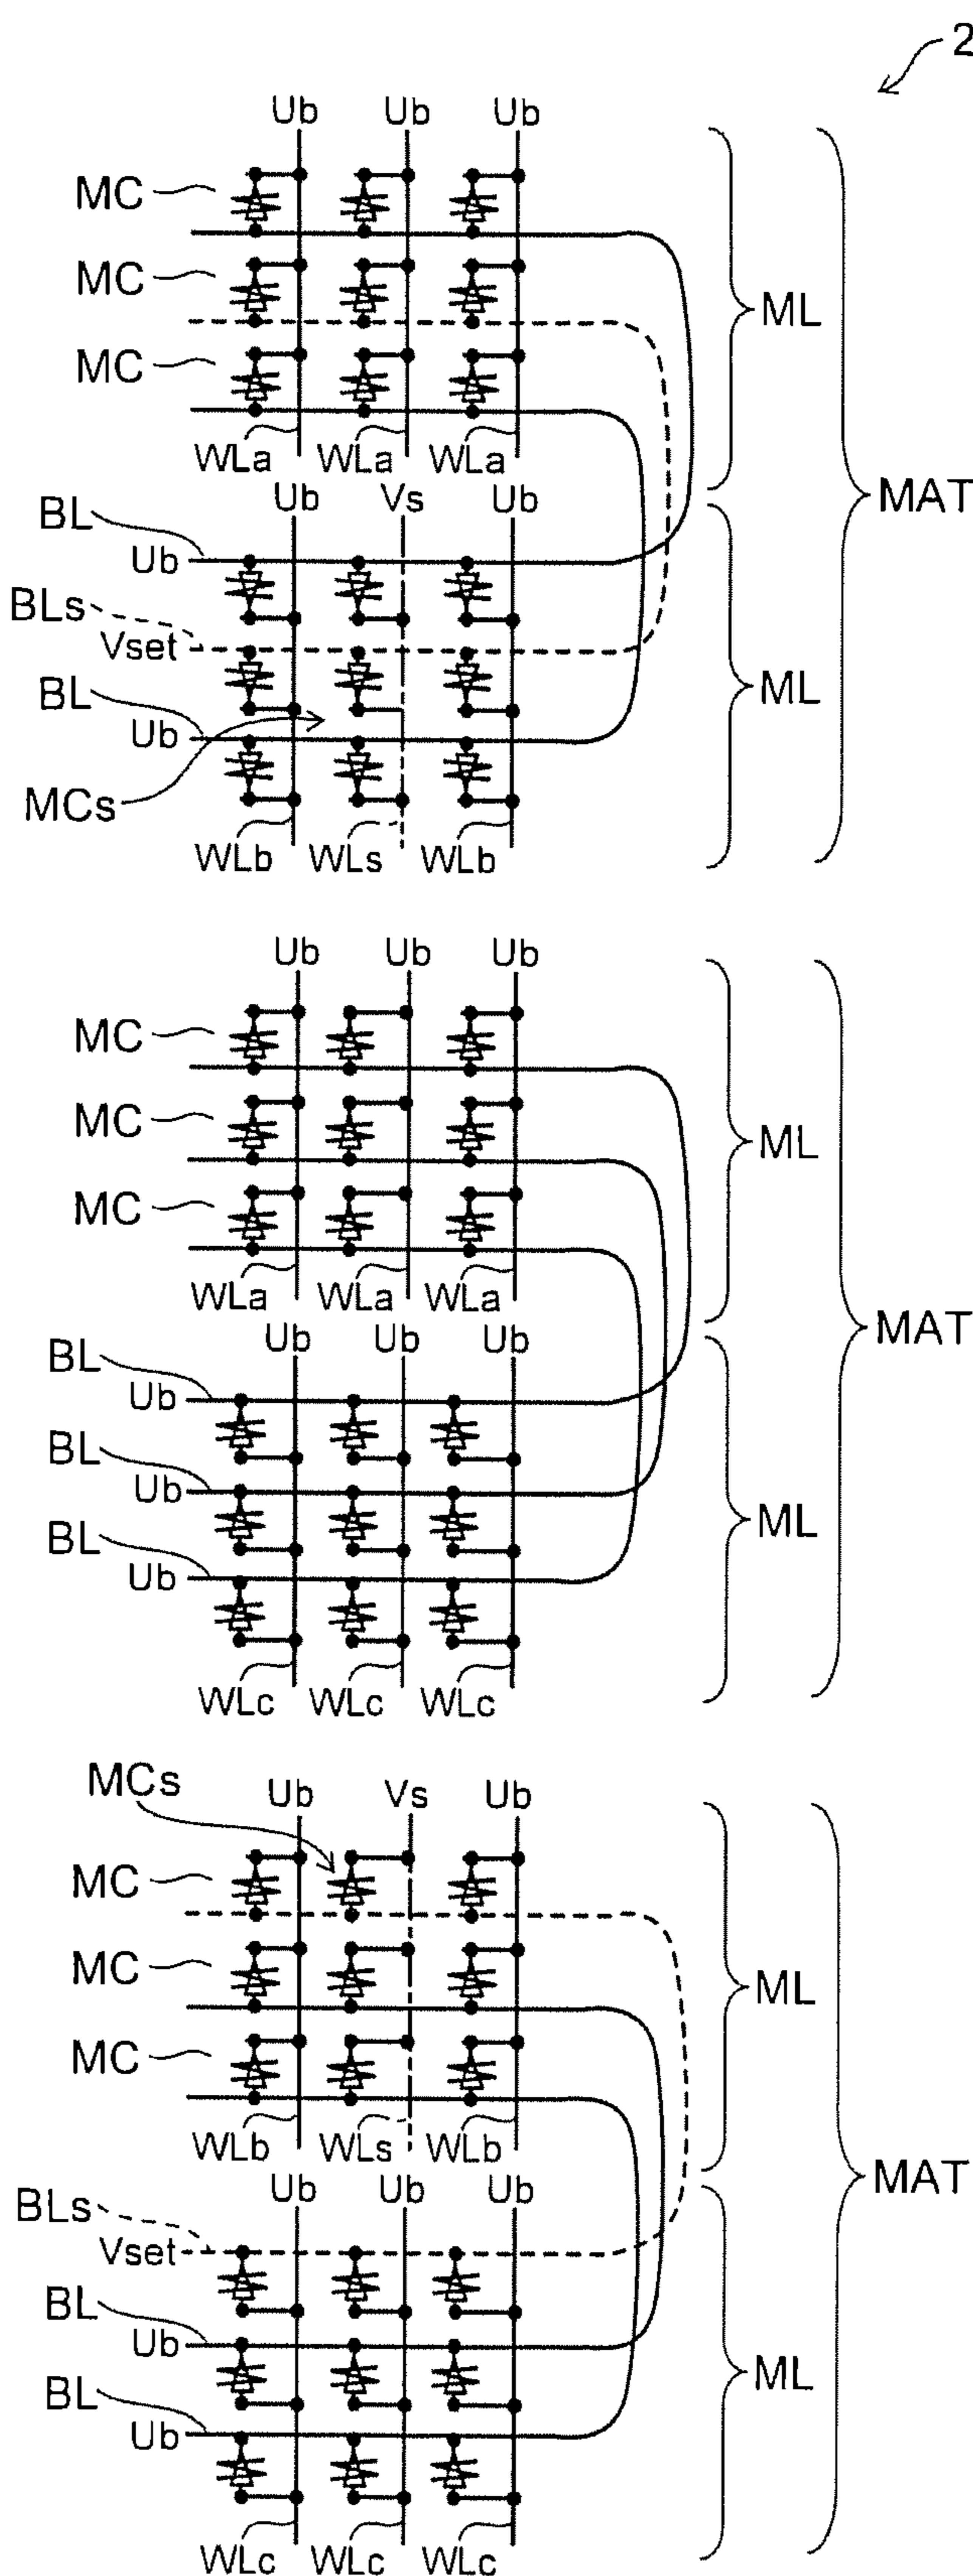 2
Ub Ub Ub
MC
MC
ML
MC
WLa WLa WLa
Ub Vs Ub
MAT
BL
Ub
BLs
Vset
BL
ML
Ub
MCs
WLb WLs WLb
Ub Ub Ub
MC
MC
ML
MC
WLa WLa WLa
MAT
Ub Ub Ub
BL
Ub
BL
Ub
ML
BL
Ub
WLc WLc WLc
MCs
Ub Vs Ub
MC
MC
ML
MC
WLb WLs WLb
MAT
Ub Ub Ub
BLs
Vset
BL
Ub
ML
BL
Ub
WLc WLc WLc